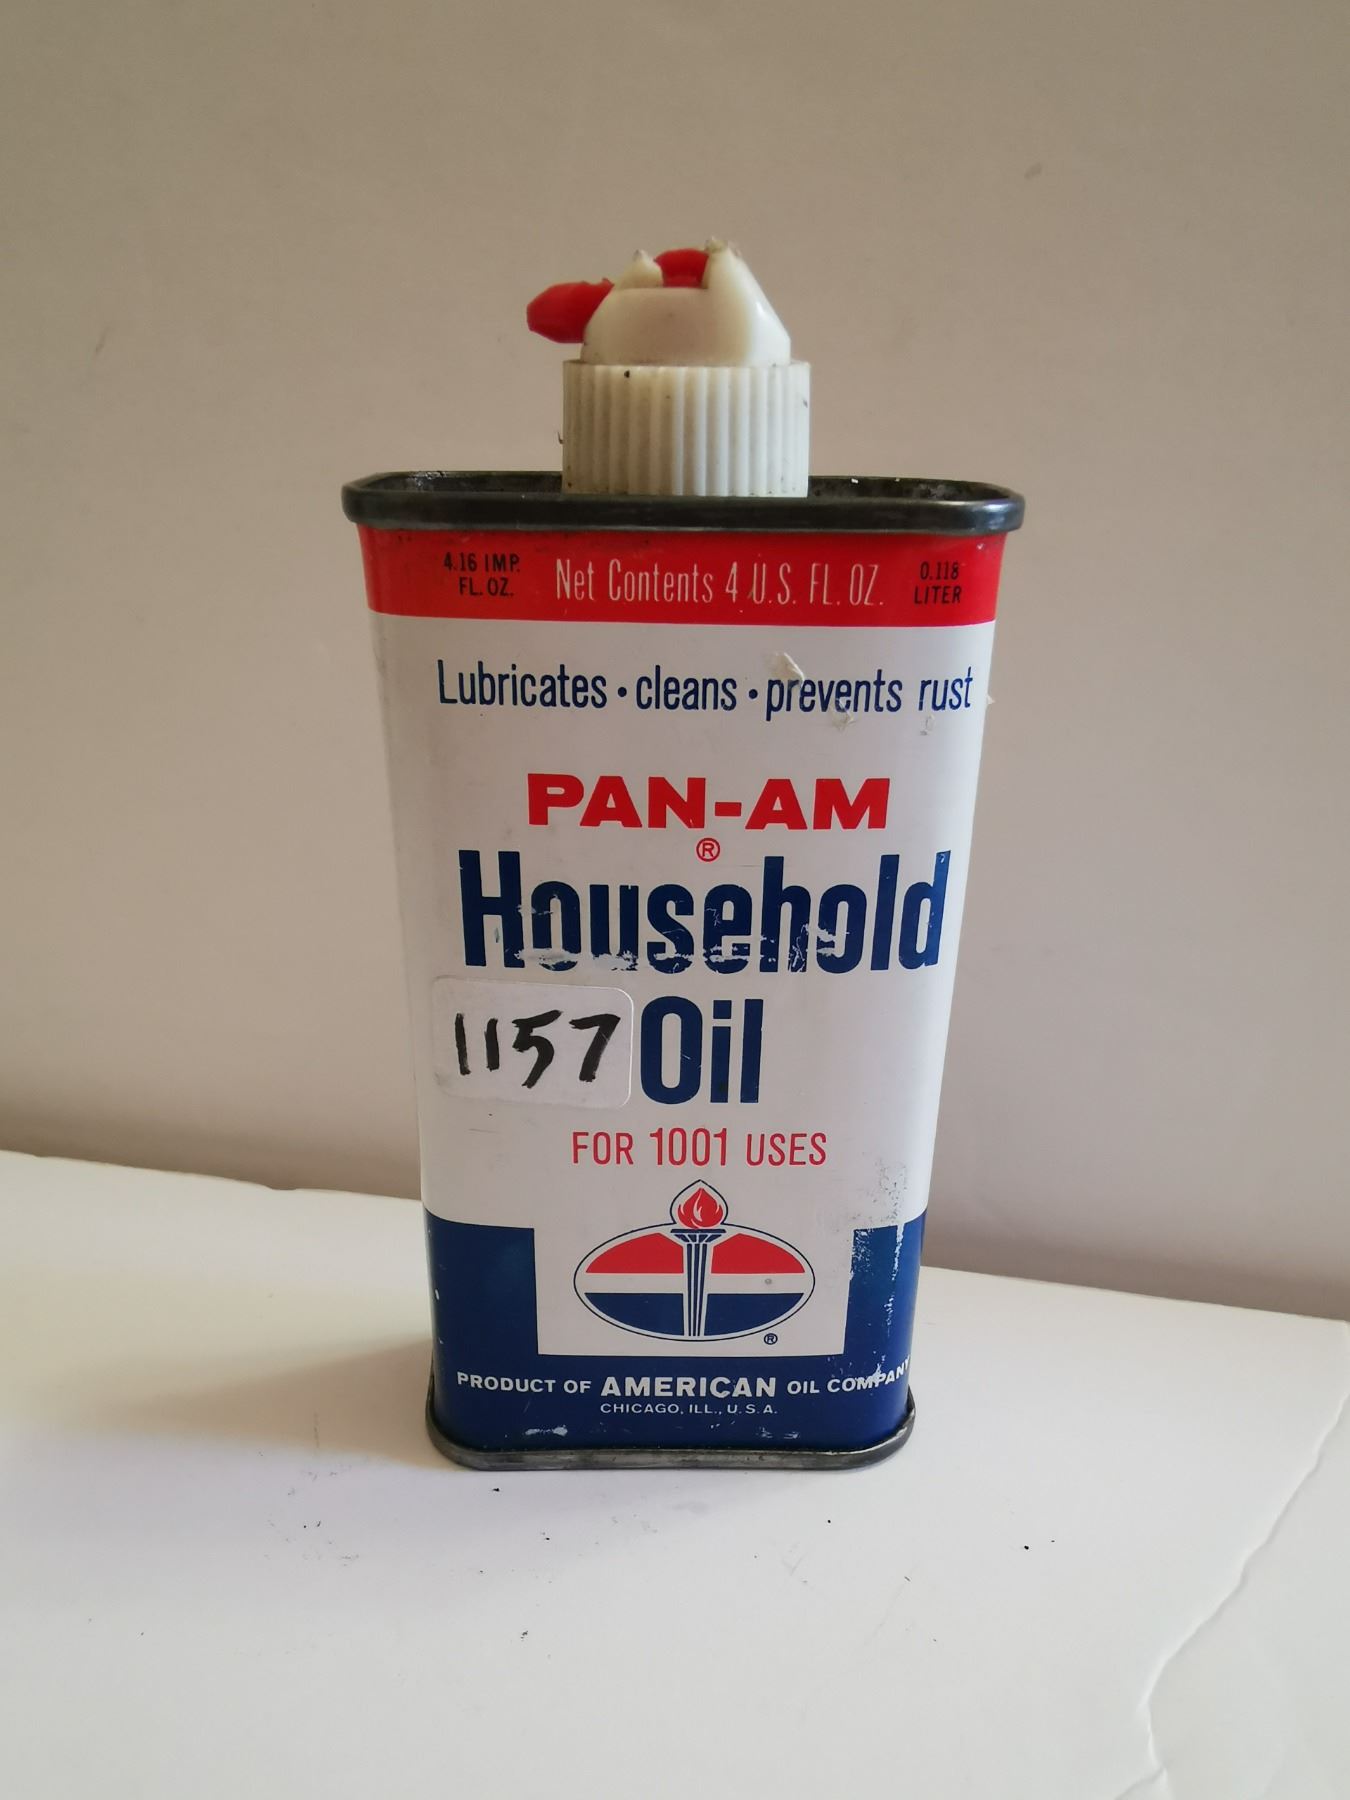 4.16 IMP. FL. OZ.
Net Contents 4 U.S. FL. OZ.
0.118 LITER
Lubricates · cleans · prevents rust
PAN-AM
®
Household
1157 Oil
FOR 1001 USES
®
PRODUCT OF AMERICAN OIL COMPANY
CHICAGO, ILL., U.S.A.